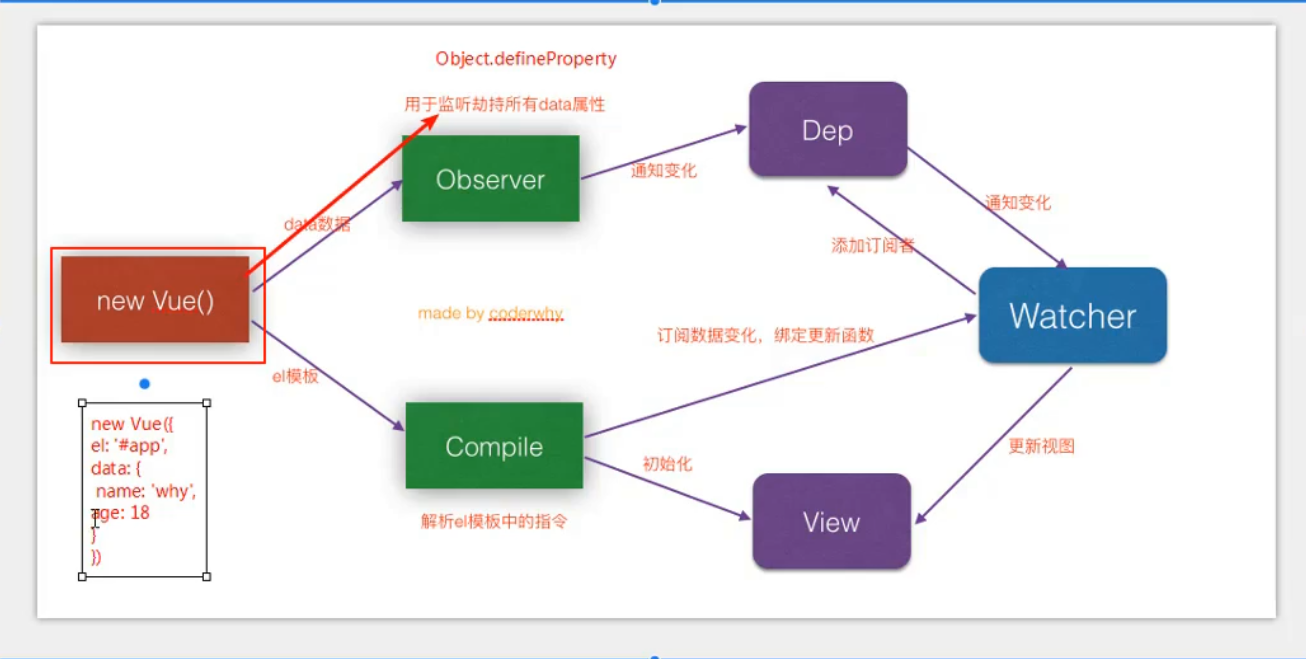 Object.defineProperty
用于监听劫持所有data属性
Observer
Dep
通知变化
通知变化
data数据
添加订阅者
new Vue()
made by coderwhy
Watcher
订阅数据变化，绑定更新函数
el模板
Compile
初始化
更新视图
解析el模板中的指令
View
new Vue({
el: '#app',
data: {
name: 'why',
age: 18
}
})